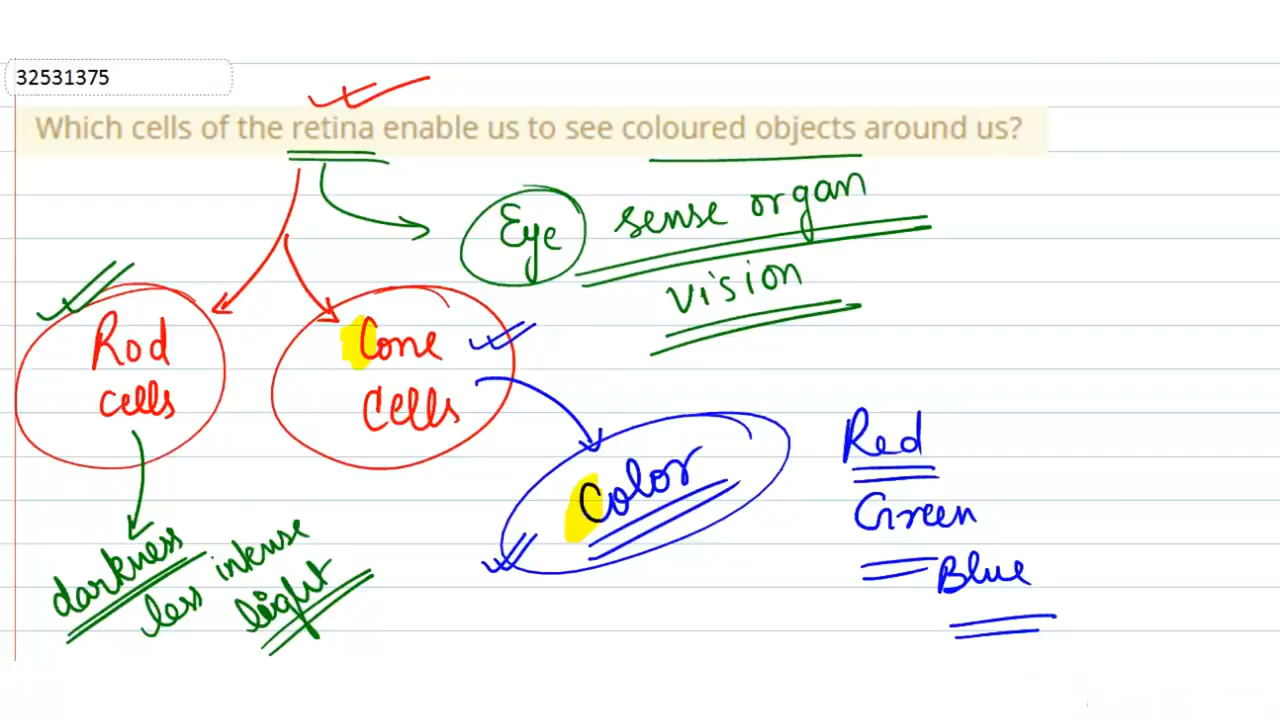 32531375
Which cells of the retina enable us to see coloured objects around us?
Eye sense organ
vision
Rod
cells
Cone
Cells
Color
Red
Green
Blue
darkness
less intense
light